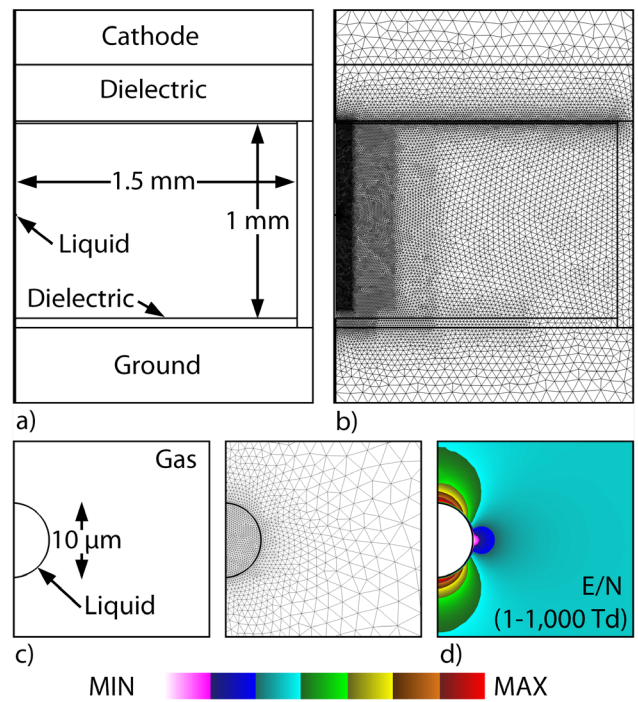 Cathode
Dielectric
1.5 mm
1 mm
Liquid
Dielectric
Ground
a)
b)
Gas
10 µm
Liquid
E/N
(1-1,000 Td)
c)
d)
MIN
MAX